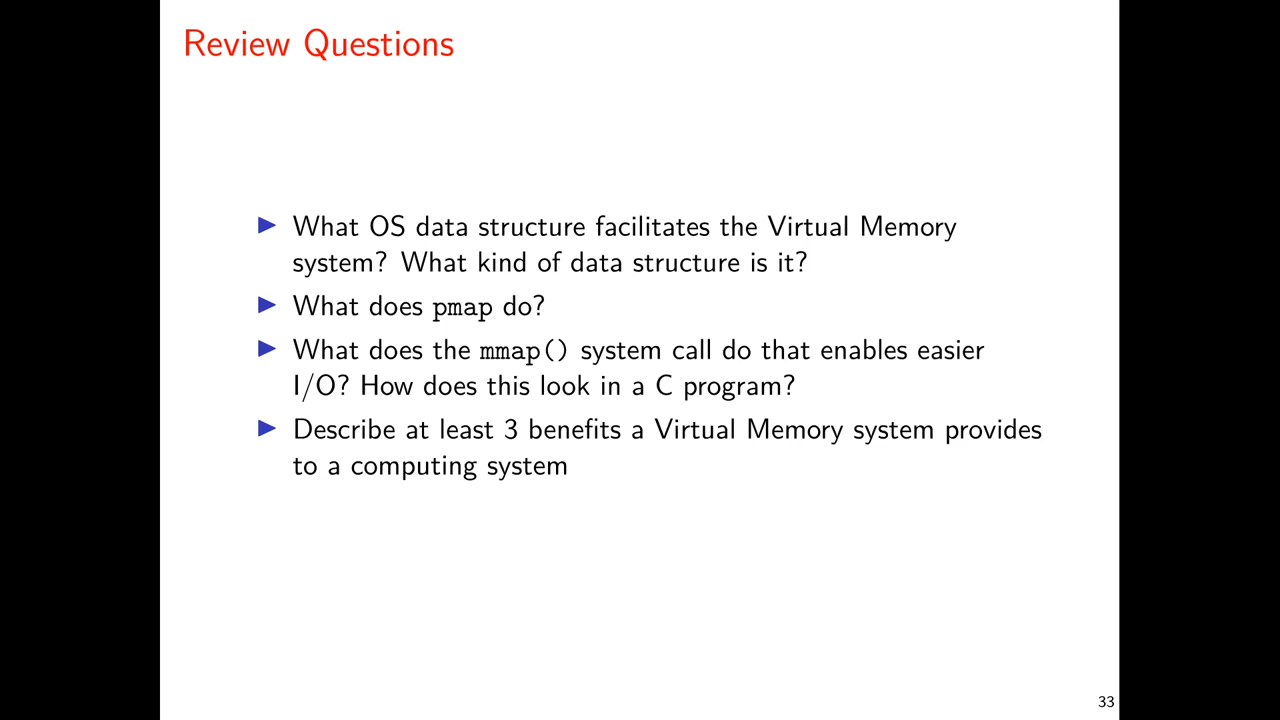 Review Questions
What OS data structure facilitates the Virtual Memory
system? What kind of data structure is it?
What does pmap do?
What does the mmap() system call do that enables easier
I/O? How does this look in a C program?
Describe at least 3 benefits a Virtual Memory system provides
to a computing system
33